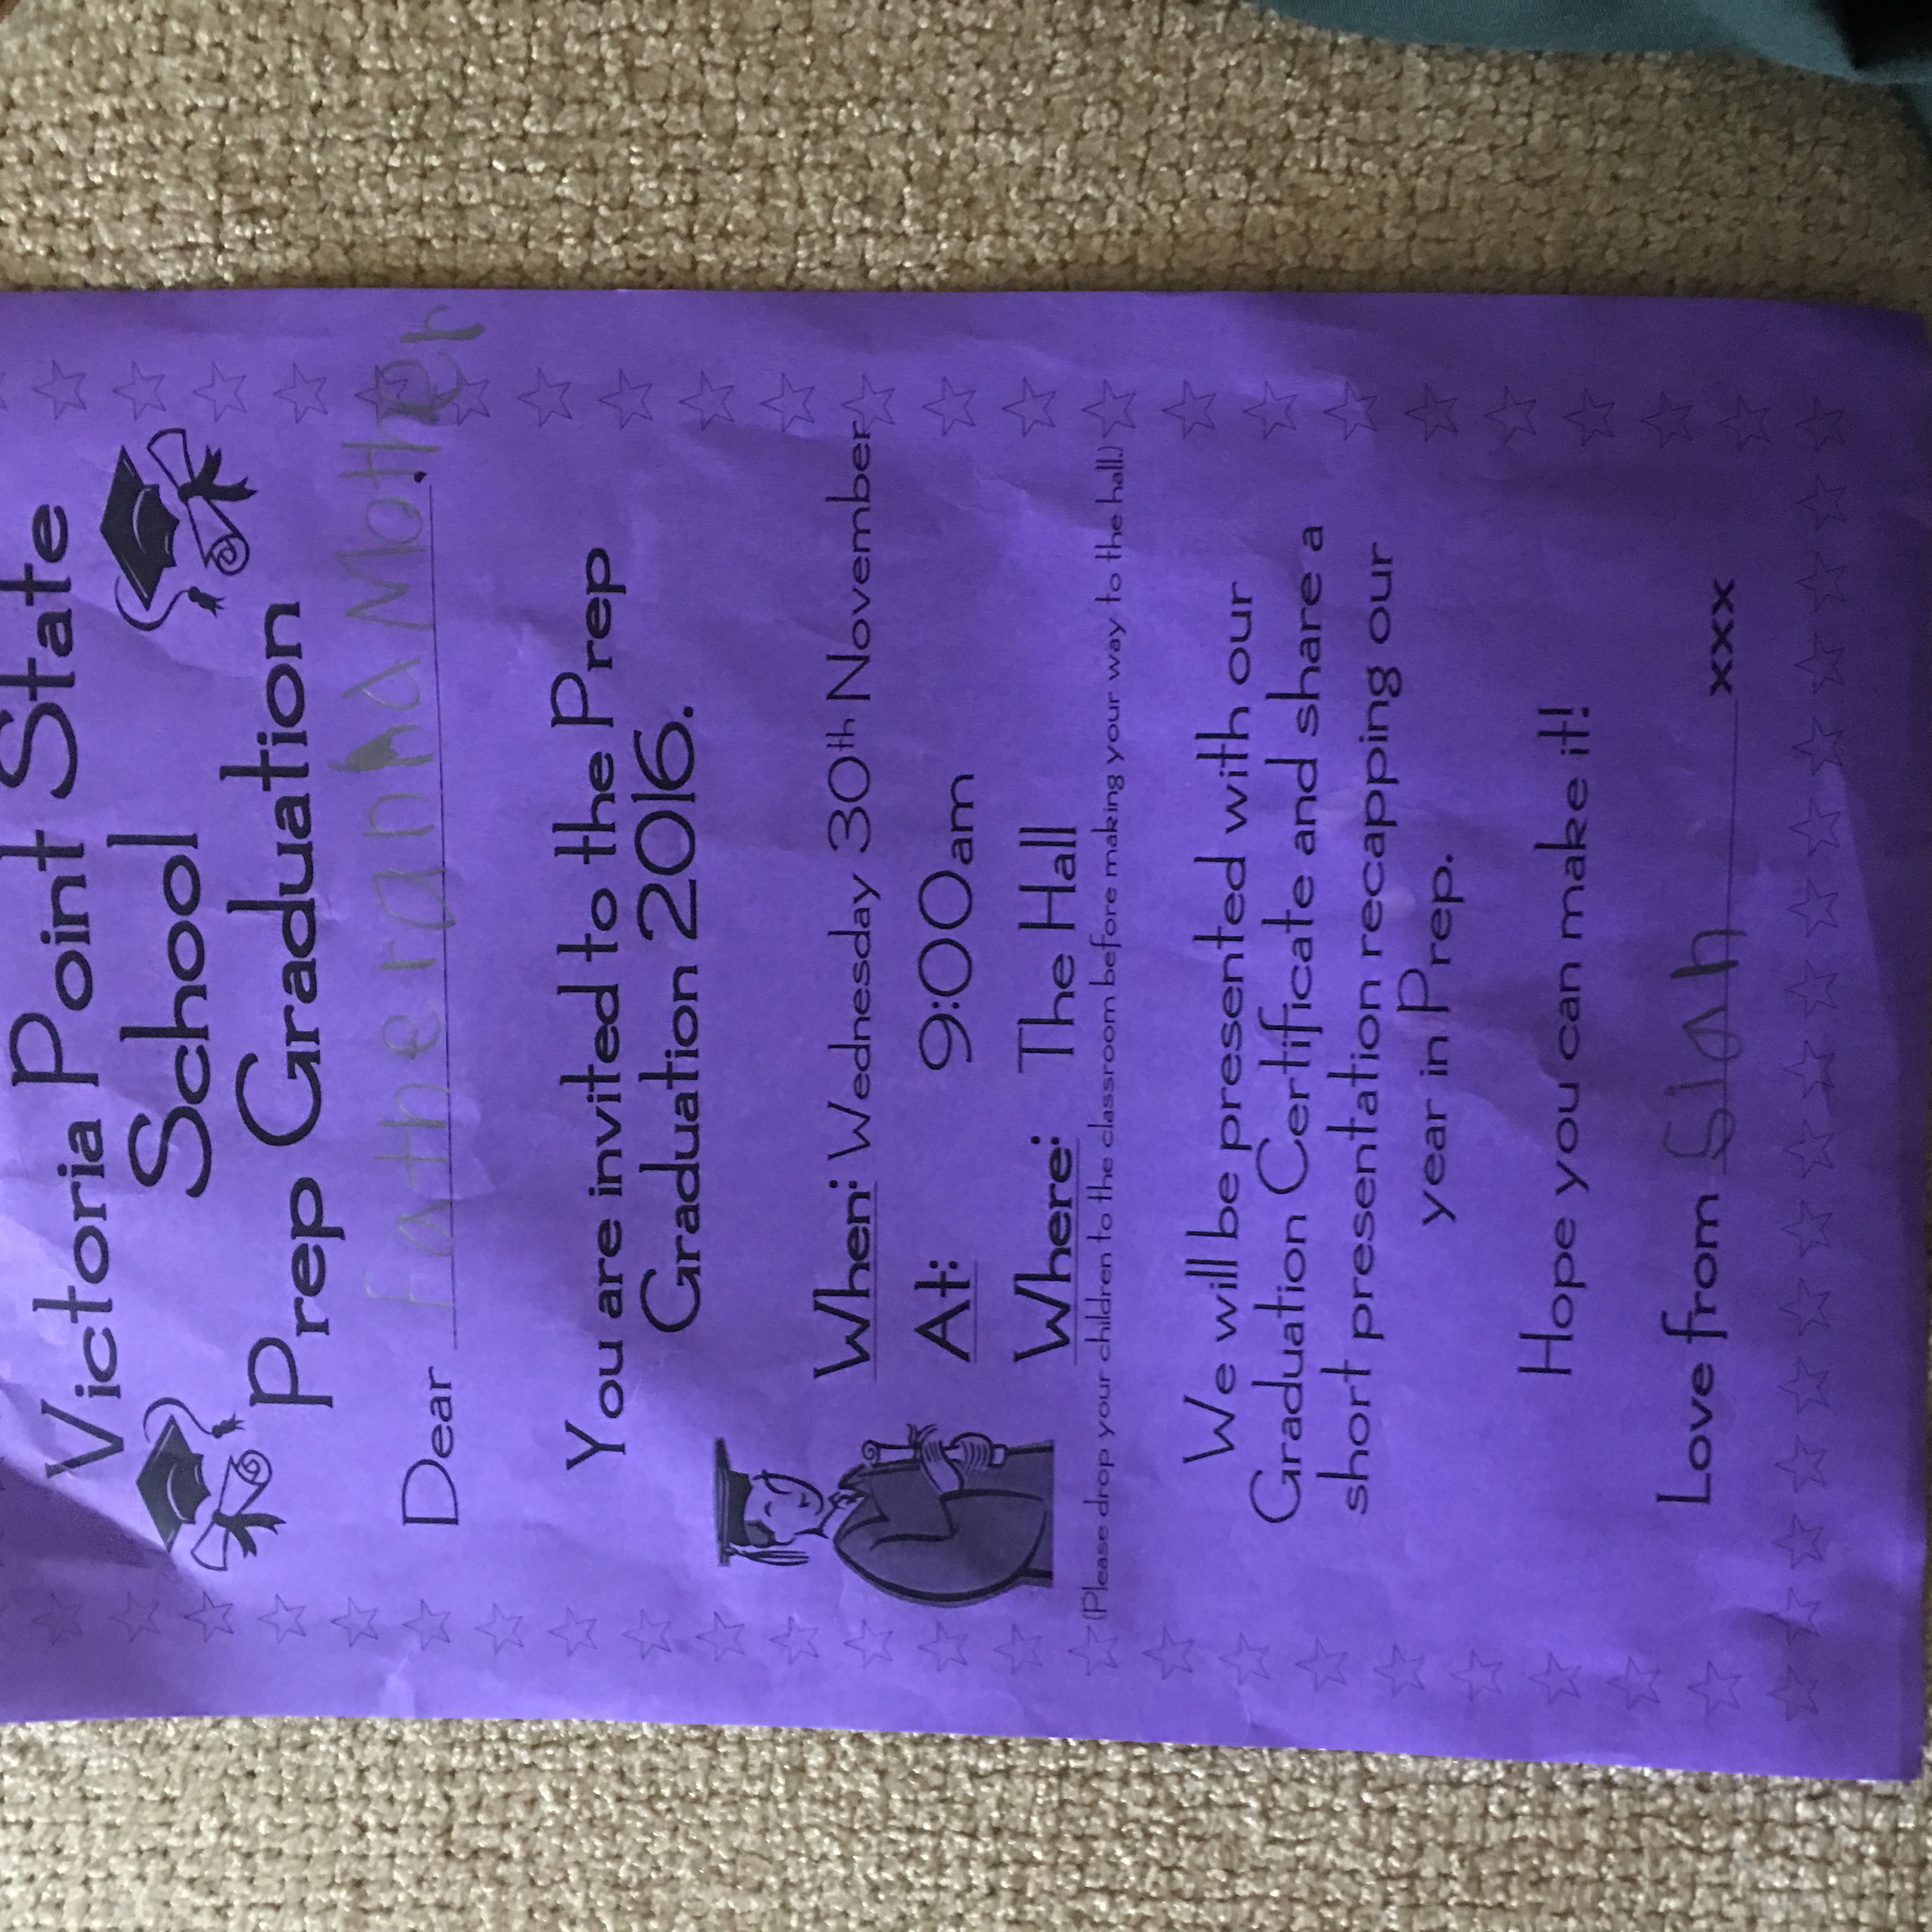 Victoria Point State
School
Prep Graduation
Dear Father and Mother.
You are invited to the Prep
Graduation 2016.
When: Wednesday 30th November
At: 9:00am
Where: The Hall
(Please drop your children to the classroom before making your way to the hall.)
We will be presented with our
Graduation Certificate and share a
short presentation recapping our
year in Prep.
Hope you can make it!
Love from Siah xxx